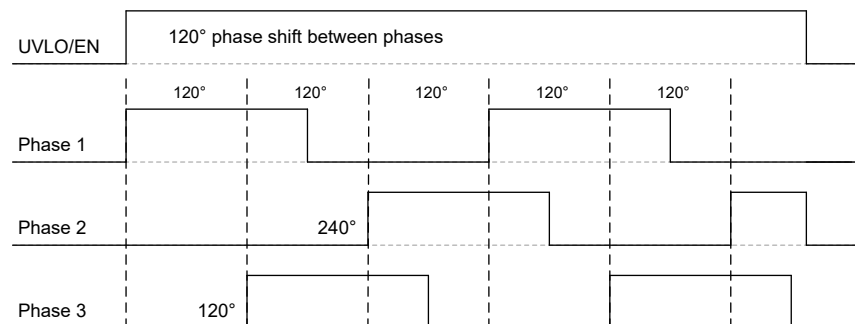 UVLO/EN
120° phase shift between phases
120° 120° 120° 120° 120°
Phase 1
Phase 2 240°
Phase 3 120°